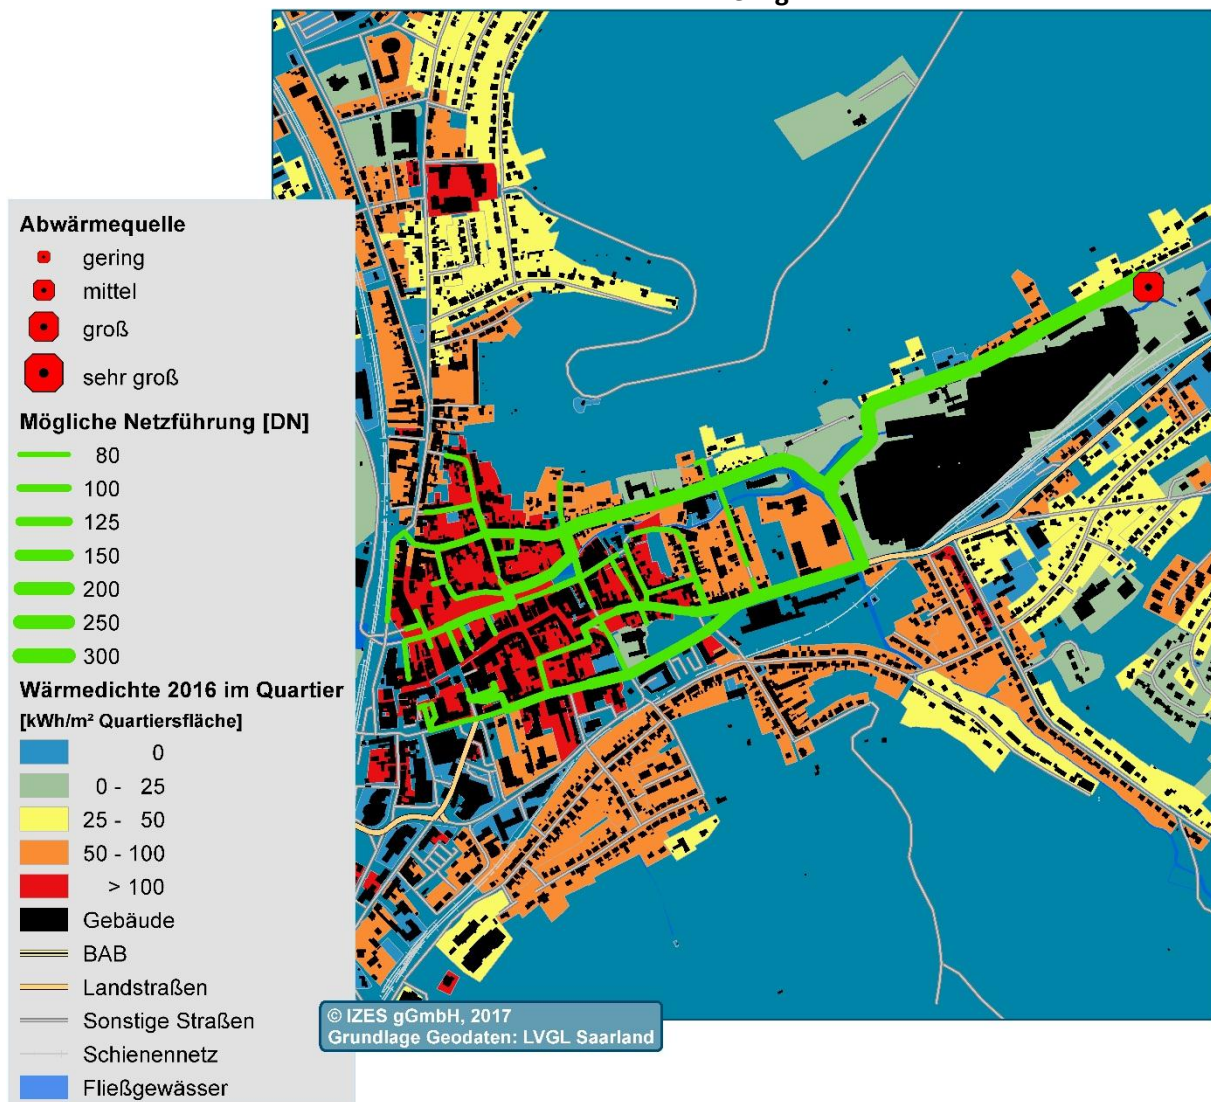 Abwärmequelle
gering
mittel
groß
sehr groß
Mögliche Netzführung [DN]
80
100
125
150
200
250
300
Wärmedichte 2016 im Quartier
[kWh/m² Quartiersfläche]
0
0 - 25
25 - 50
50 - 100
> 100
Gebäude
BAB
Landstraßen
Sonstige Straßen
Schienennetz
Fließgewässer
© IZES gGmbH, 2017
Grundlage Geodaten: LVGL Saarland